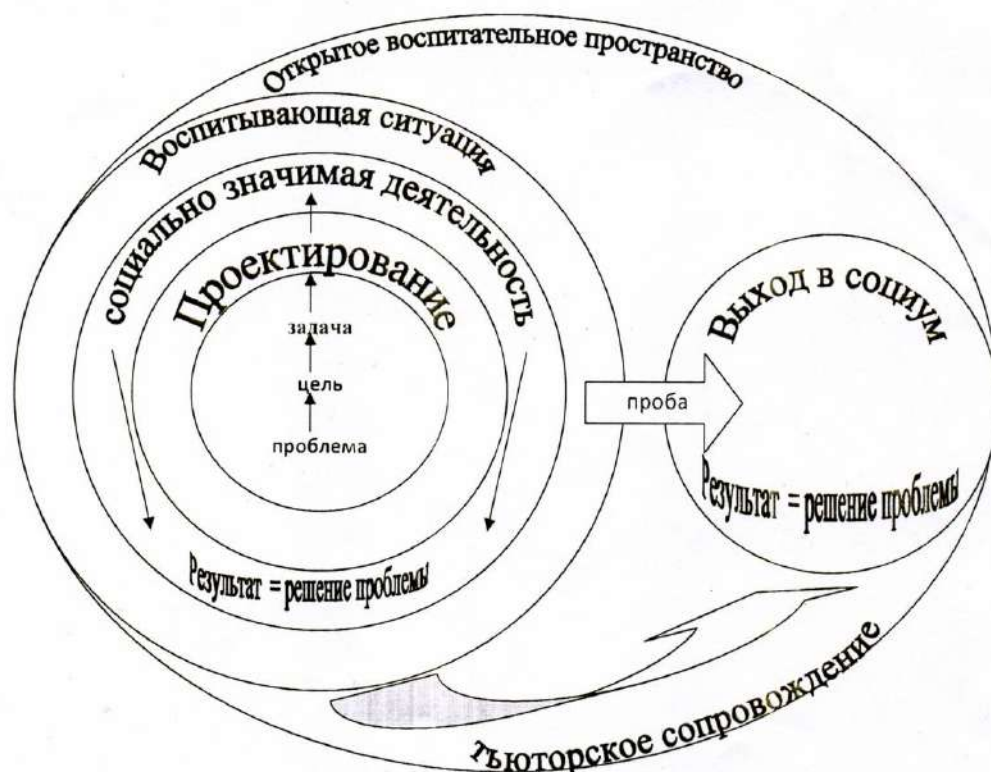 Открытое воспитательное пространство
Воспитывающая ситуация
социально значимая деятельность
Проектирование
задача
цель
проблема
Результат = решение проблемы
проба
Выход в социум
Результат = решение проблемы
тьюторское сопровождение